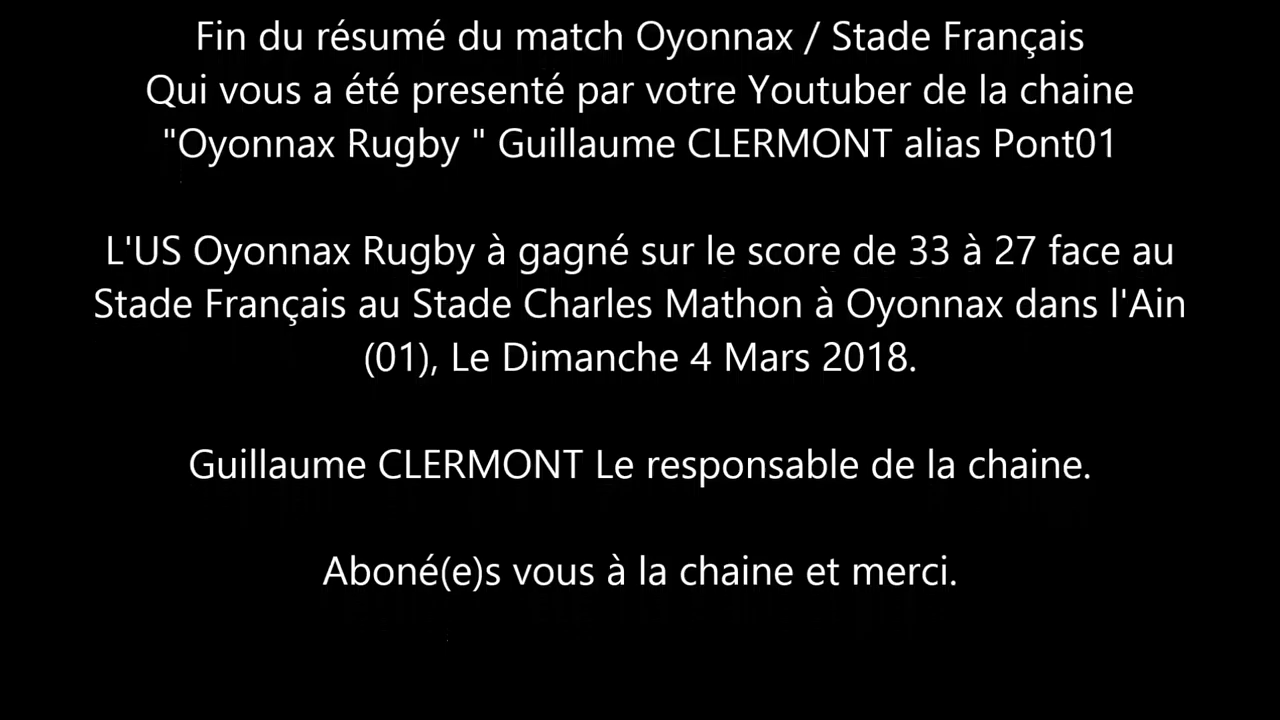 Fin du résumé du match Oyonnax / Stade Français
Qui vous a été presenté par votre Youtuber de la chaine
"Oyonnax Rugby " Guillaume CLERMONT alias Pont01
L'US Oyonnax Rugby à gagné sur le score de 33 à 27 face au
Stade Français au Stade Charles Mathon à Oyonnax dans l'Ain
(01), Le Dimanche 4 Mars 2018.
Guillaume CLERMONT Le responsable de la chaine.
Aboné(e)s vous à la chaine et merci.